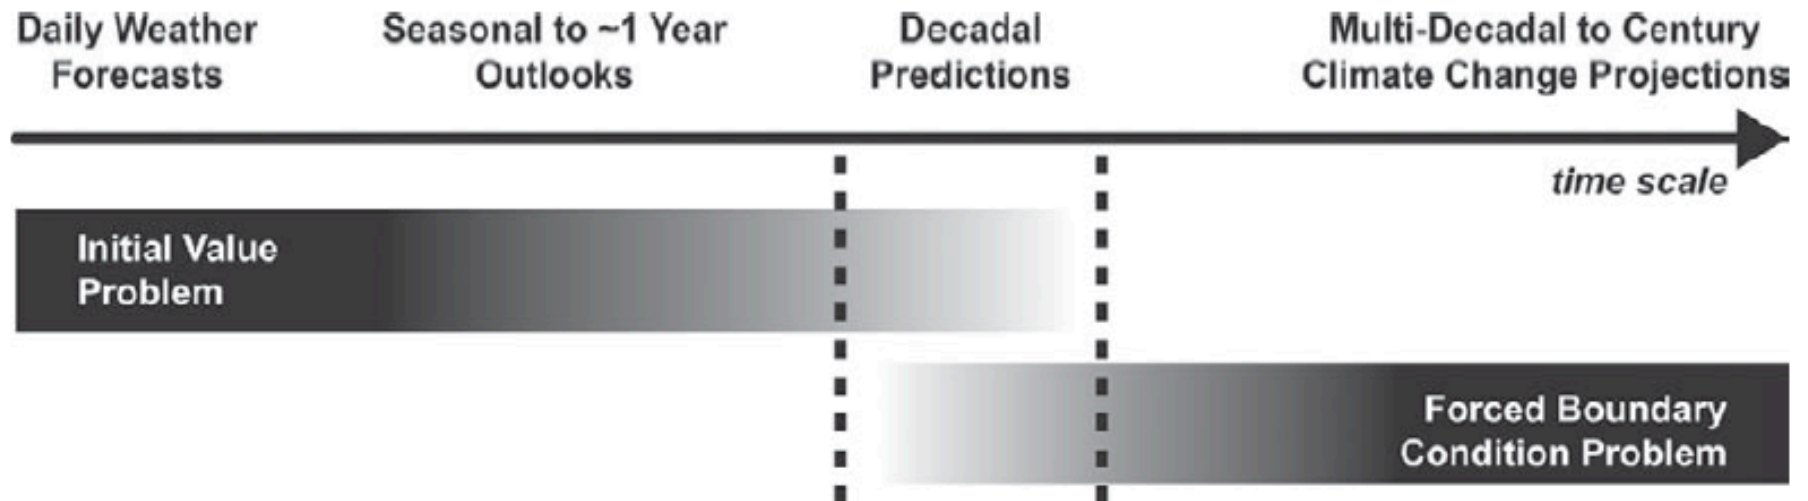 Daily Weather
Forecasts
Seasonal to ~1 Year
Outlooks
Decadal
Predictions
Multi-Decadal to Century
Climate Change Projections
time scale
Initial Value
Problem
Forced Boundary
Condition Problem